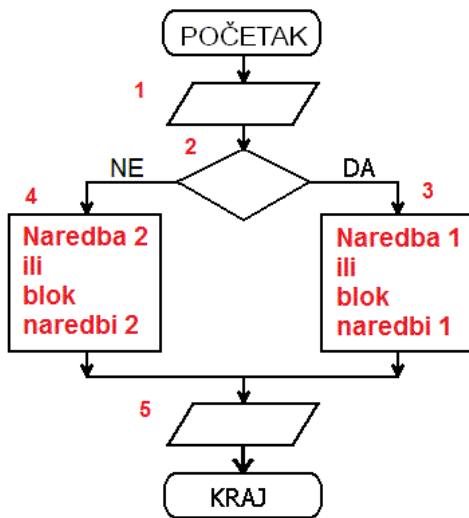 POČETAK
1
2
NE
DA
4
3
Naredba 2
ili
blok
naredbi 2
Naredba 1
ili
blok
naredbi 1
5
KRAJ